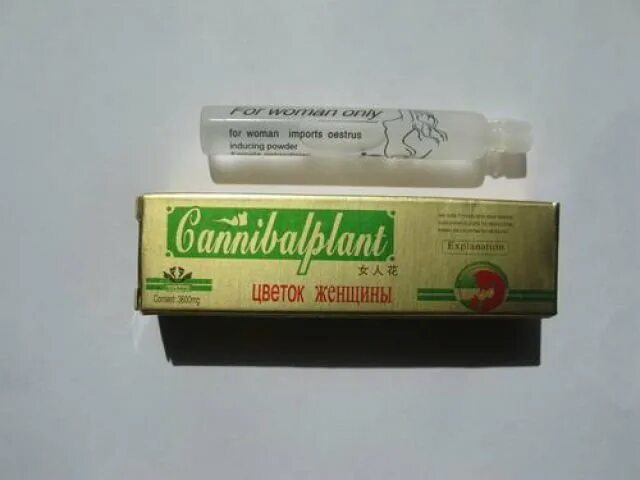 For woman only
for woman imports oestrus
inducing powder
Cannibalplant
女人花
цветок женщины
Content: 3600mg
Explanation